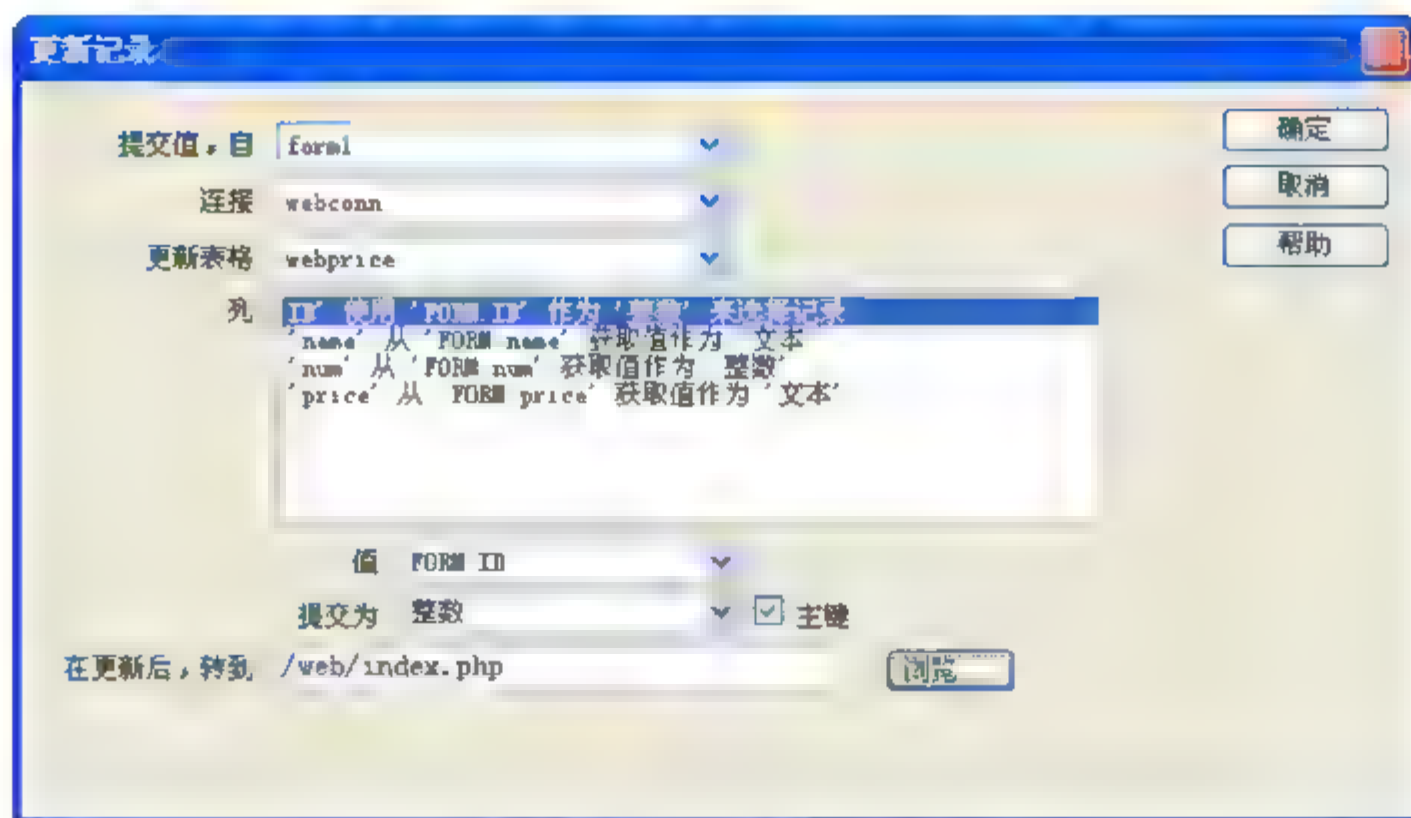 更新记录
提交值，自 form1
确定
连接 webconn
取消
更新表格 webprice
帮助
列 ID' 使用 'FORM.ID' 作为 '整数' 来选择记录
'name' 从 'FORM name' 获取值作为 文本
'num' 从 'FORM num' 获取值作为 整数'
'price' 从 FORM price' 获取值作为 '文本'
值 FORM ID
提交为 整数 主键
在更新后，转到 /web/index.php 浏览